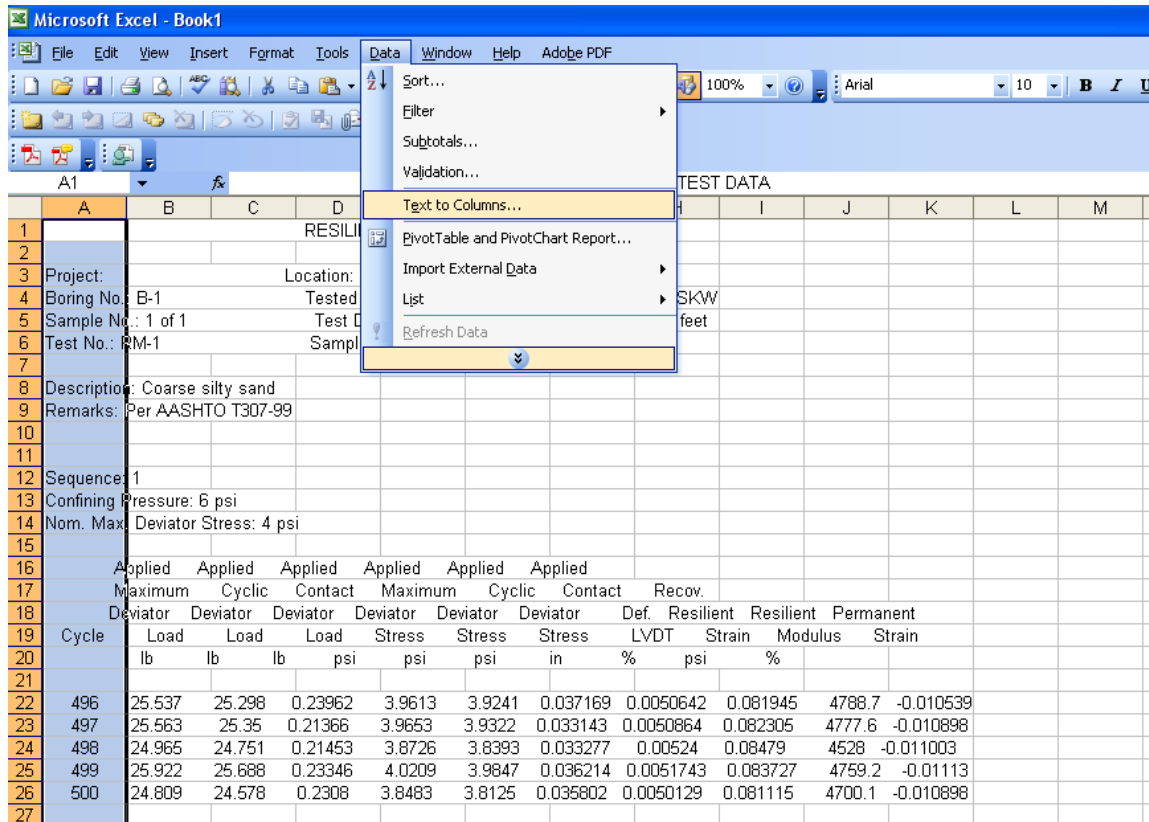 Microsoft Excel - Book1
File Edit View Insert Format Tools Data Window Help Adobe PDF
100% Arial 10 B I U
Sort...
Filter
Subtotals...
Validation...
Text to Columns...
PivotTable and PivotChart Report...
Import External Data
List
Refresh Data
A1 fx TEST DATA
A B C D H I J K L M
1 RESILI
2
3 Project: Location:
4 Boring No.: B-1 Tested SKW
5 Sample No.: 1 of 1 Test D feet
6 Test No.: RM-1 Sampl
7
8 Description: Coarse silty sand
9 Remarks: Per AASHTO T307-99
10
11
12 Sequence: 1
13 Confining Pressure: 6 psi
14 Nom. Max. Deviator Stress: 4 psi
15
16 Applied Applied Applied Applied Applied Applied
17 Maximum Cyclic Contact Maximum Cyclic Contact Recov.
18 Deviator Deviator Deviator Deviator Deviator Deviator Def. Resilient Resilient Permanent
19 Cycle Load Load Load Stress Stress Stress LVDT Strain Modulus Strain
20 lb lb lb psi psi psi in % psi %
21
22 496 25.537 25.298 0.23962 3.9613 3.9241 0.037169 0.0050642 0.081945 4788.7 -0.010539
23 497 25.563 25.35 0.21366 3.9653 3.9322 0.033143 0.0050864 0.082305 4777.6 -0.010898
24 498 24.965 24.751 0.21453 3.8726 3.8393 0.033277 0.00524 0.08479 4528 -0.011003
25 499 25.922 25.688 0.23346 4.0209 3.9847 0.036214 0.0051743 0.083727 4759.2 -0.01113
26 500 24.809 24.578 0.2308 3.8483 3.8125 0.035802 0.0050129 0.081115 4700.1 -0.010898
27